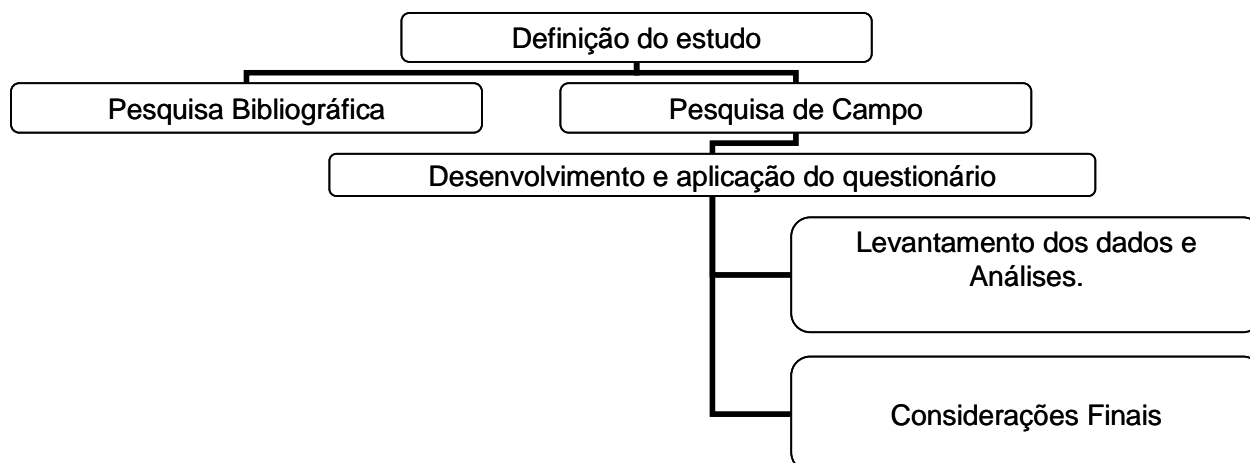 Definição do estudo
Pesquisa Bibliográfica
Pesquisa de Campo
Desenvolvimento e aplicação do questionário
Levantamento dos dados e
Análises.
Considerações Finais